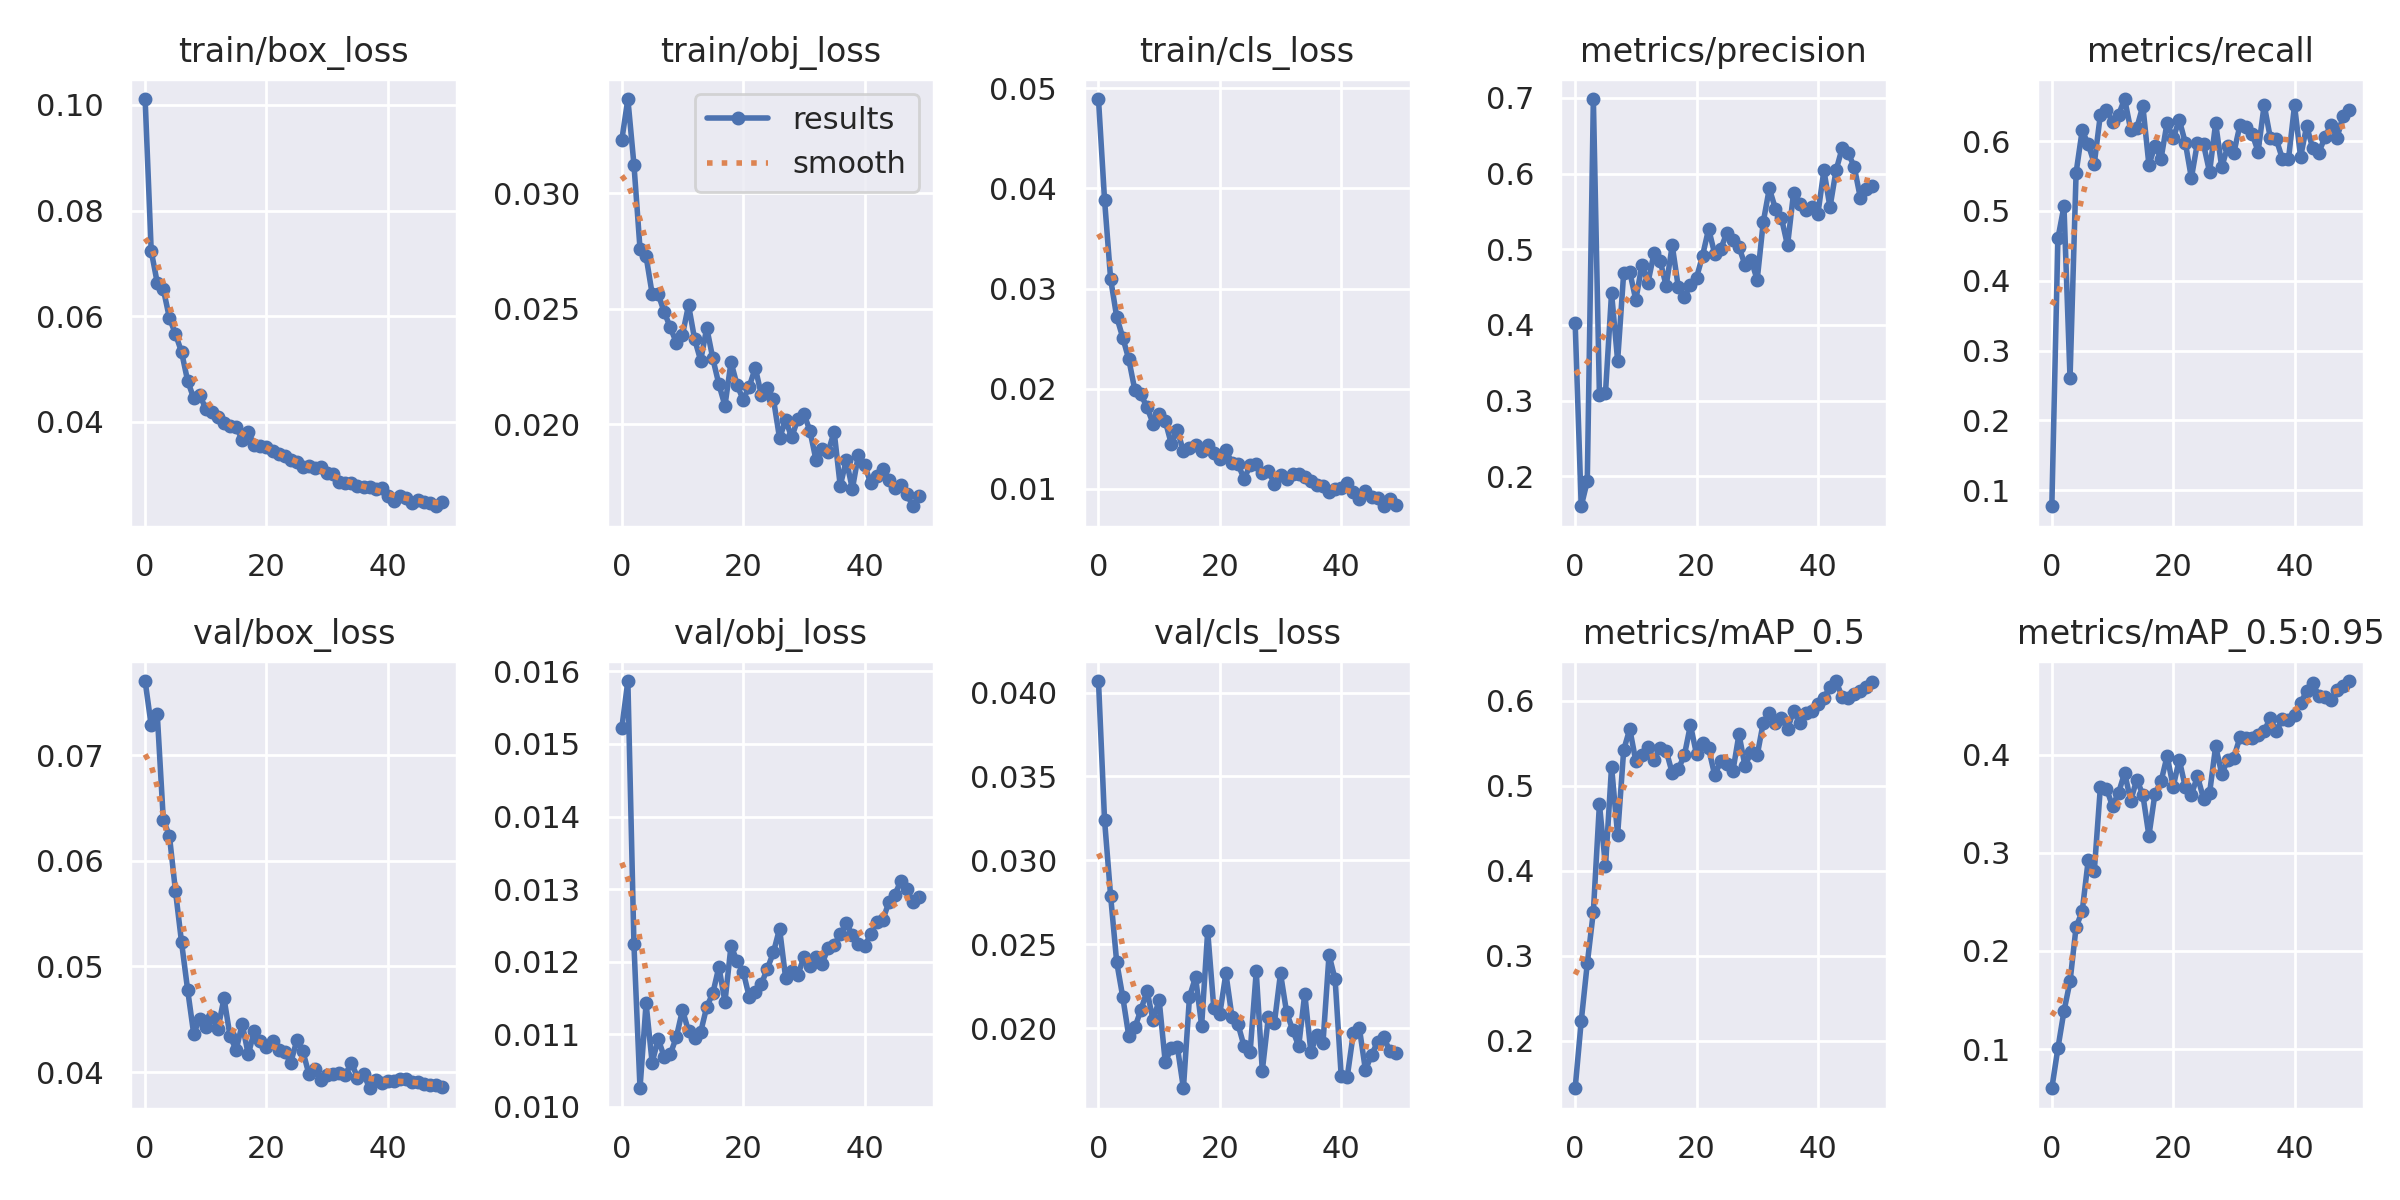 train/box_loss
0.10
0.08
0.06
0.04
0 20 40
train/obj_loss
results
smooth
0.030
0.025
0.020
0 20 40
train/cls_loss
0.05
0.04
0.03
0.02
0.01
0 20 40
metrics/precision
0.7
0.6
0.5
0.4
0.3
0.2
0 20 40
metrics/recall
0.6
0.5
0.4
0.3
0.2
0.1
0 20 40
val/box_loss
0.07
0.06
0.05
0.04
0 20 40
val/obj_loss
0.016
0.015
0.014
0.013
0.012
0.011
0.010
0 20 40
val/cls_loss
0.040
0.035
0.030
0.025
0.020
0 20 40
metrics/mAP_0.5
0.6
0.5
0.4
0.3
0.2
0 20 40
metrics/mAP_0.5:0.95
0.4
0.3
0.2
0.1
0 20 40